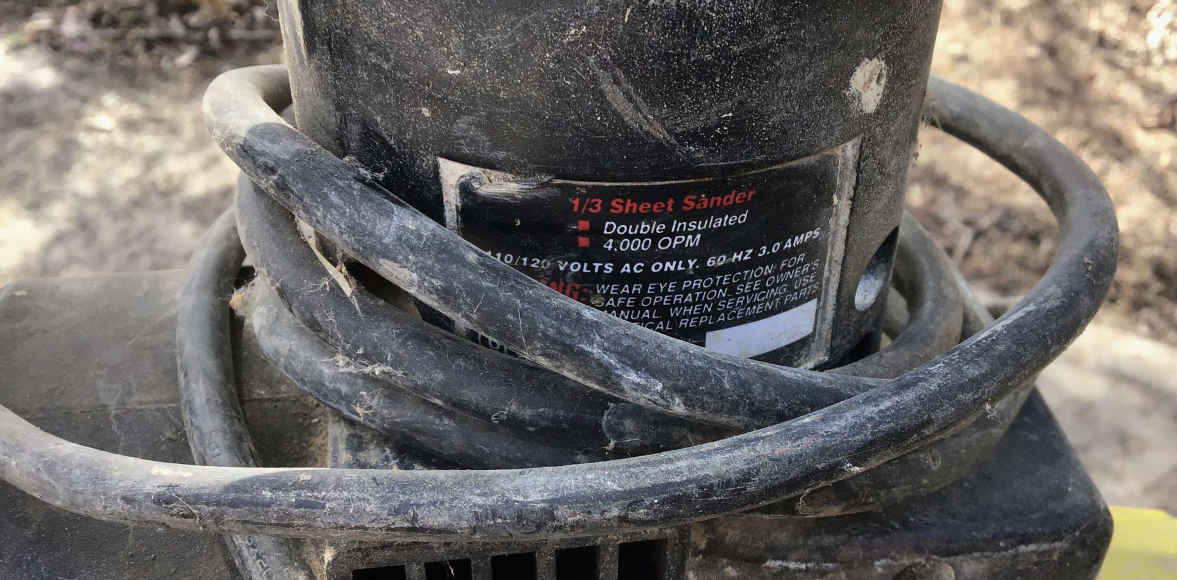 1/3 Sheet Sander
Double Insulated
4,000 OPM
110/120 VOLTS AC ONLY. 60 HZ 3.0 AMPS
WEAR EYE PROTECTION. FOR
SAFE OPERATION. SEE OWNER'S
MANUAL. WHEN SERVICING, USE
REPLACEMENT PARTS